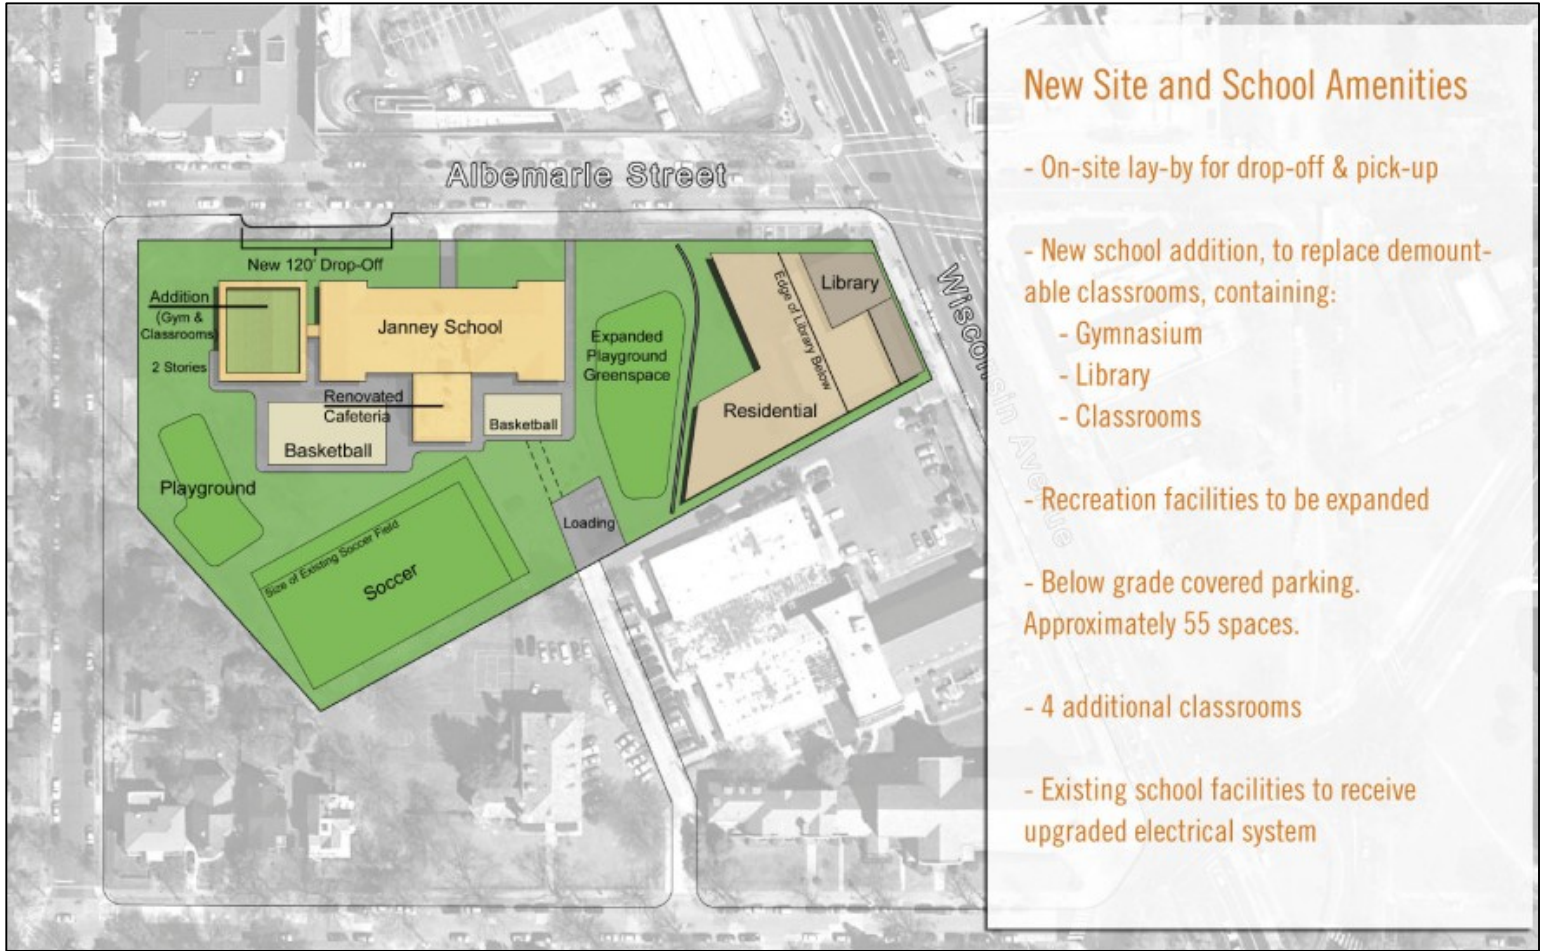 Albemarle Street
New 120' Drop-Off
Addition
(Gym &
Classrooms)
2 Stories
Janney School
Renovated
Cafeteria
Basketball
Basketball
Expanded
Playground
Greenspace
Playground
Size of Existing Soccer Field
Soccer
Loading
Residential
Edge of Library Below
Library
Wisconsin Avenue
New Site and School Amenities
- On-site lay-by for drop-off & pick-up
- New school addition, to replace demount-
able classrooms, containing:
- Gymnasium
- Library
- Classrooms
- Recreation facilities to be expanded
- Below grade covered parking.
Approximately 55 spaces.
- 4 additional classrooms
- Existing school facilities to receive
upgraded electrical system